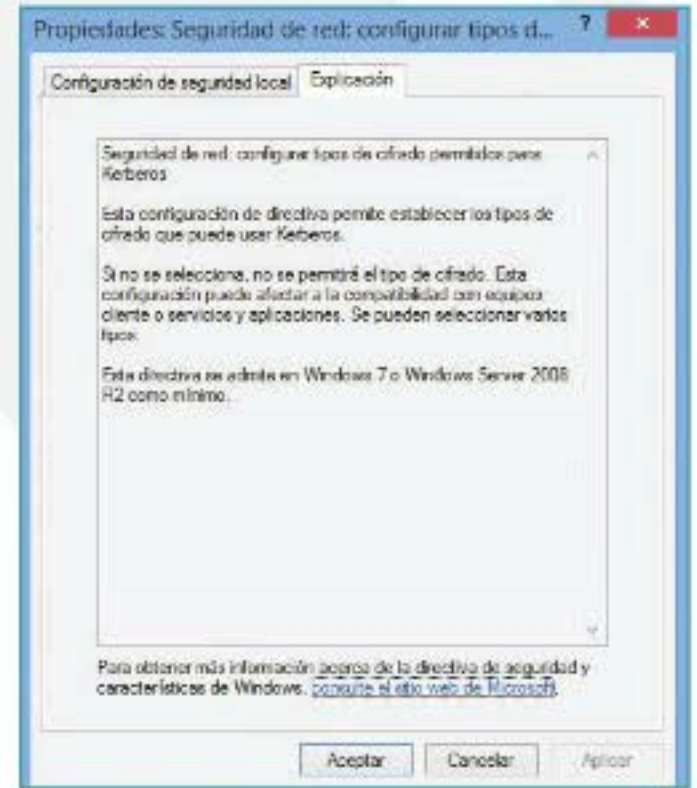 Propiedades: Seguridad de red: configurar tipos d...
?
Configuración de seguridad local
Explicación
Seguridad de red: configurar tipos de cifrado permitidos para
Kerberos
Esta configuración de directiva permite establecer los tipos de
cifrado que puede usar Kerberos.
Si no se selecciona, no se permitirá el tipo de cifrado. Esta
configuración puede afectar a la compatibilidad con equipos
cliente o servicios y aplicaciones. Se pueden seleccionar varios
tipos.
Esta directiva se admite en Windows 7 o Windows Server 2008
R2 como mínimo.
Para obtener más información acerca de la directiva de seguridad y
características de Windows, consulte el sitio web de Microsoft.
Aceptar
Cancelar
Aplicar